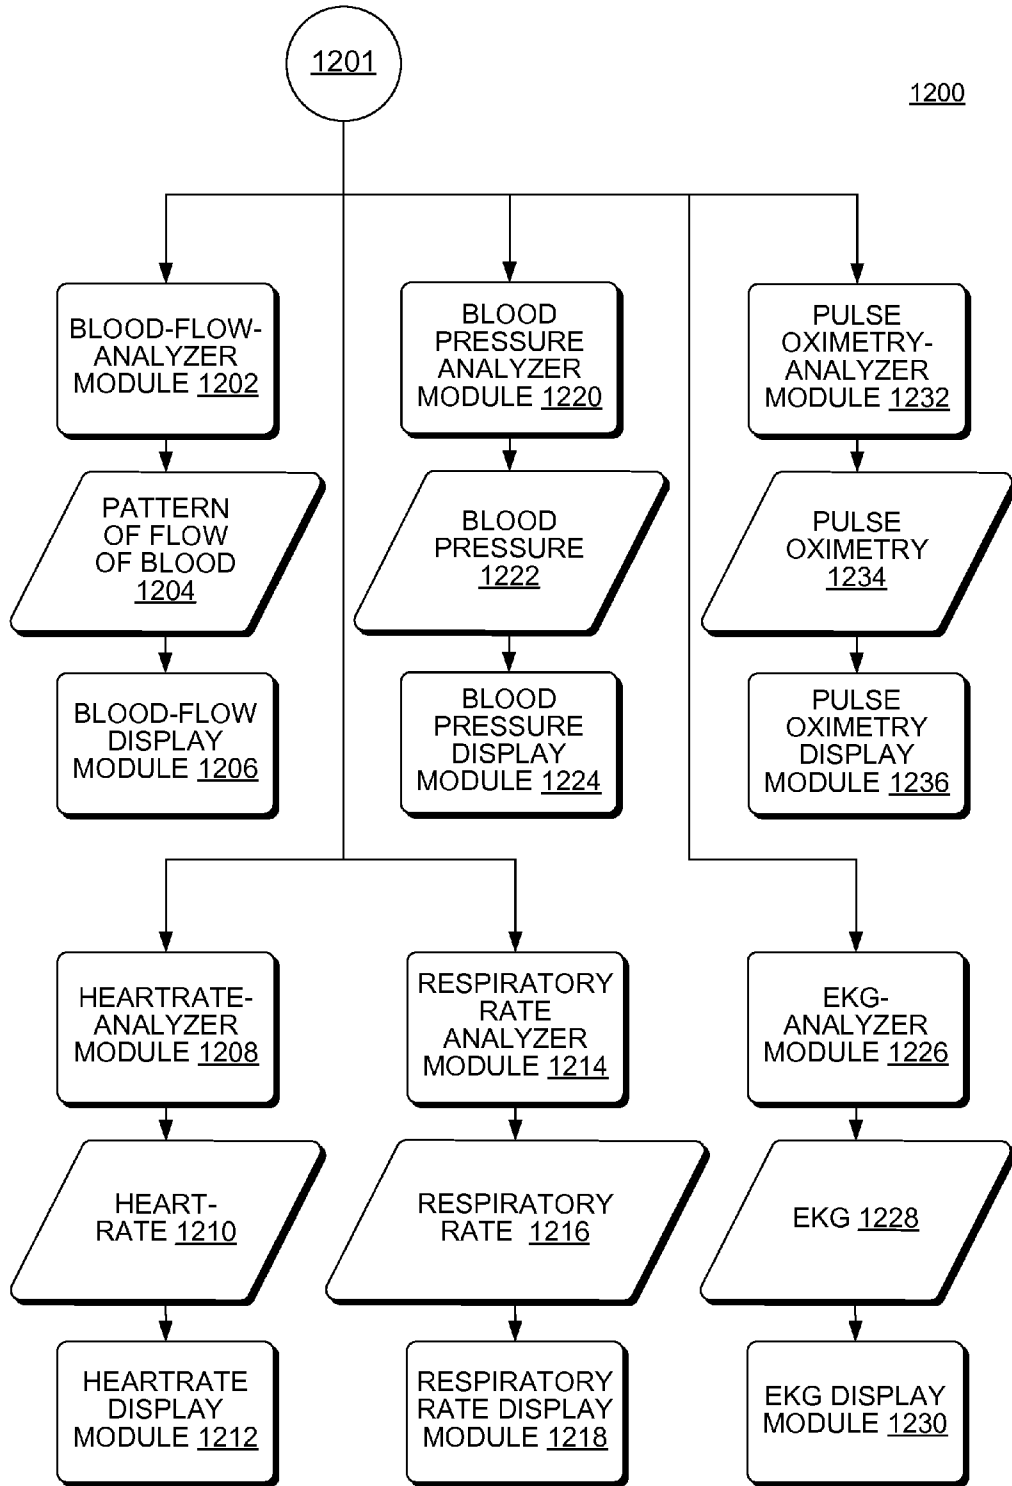 1201
1200
BLOOD-FLOW-
ANALYZER
MODULE 1202
BLOOD
PRESSURE
ANALYZER
MODULE 1220
PULSE
OXIMETRY-
ANALYZER
MODULE 1232
PATTERN
OF FLOW
OF BLOOD
1204
BLOOD
PRESSURE
1222
PULSE
OXIMETRY
1234
BLOOD-FLOW
DISPLAY
MODULE 1206
BLOOD
PRESSURE
DISPLAY
MODULE 1224
PULSE
OXIMETRY
DISPLAY
MODULE 1236
HEARTRATE-
ANALYZER
MODULE 1208
RESPIRATORY
RATE
ANALYZER
MODULE 1214
EKG-
ANALYZER
MODULE 1226
HEART-
RATE 1210
RESPIRATORY
RATE 1216
EKG 1228
HEARTRATE
DISPLAY
MODULE 1212
RESPIRATORY
RATE DISPLAY
MODULE 1218
EKG DISPLAY
MODULE 1230